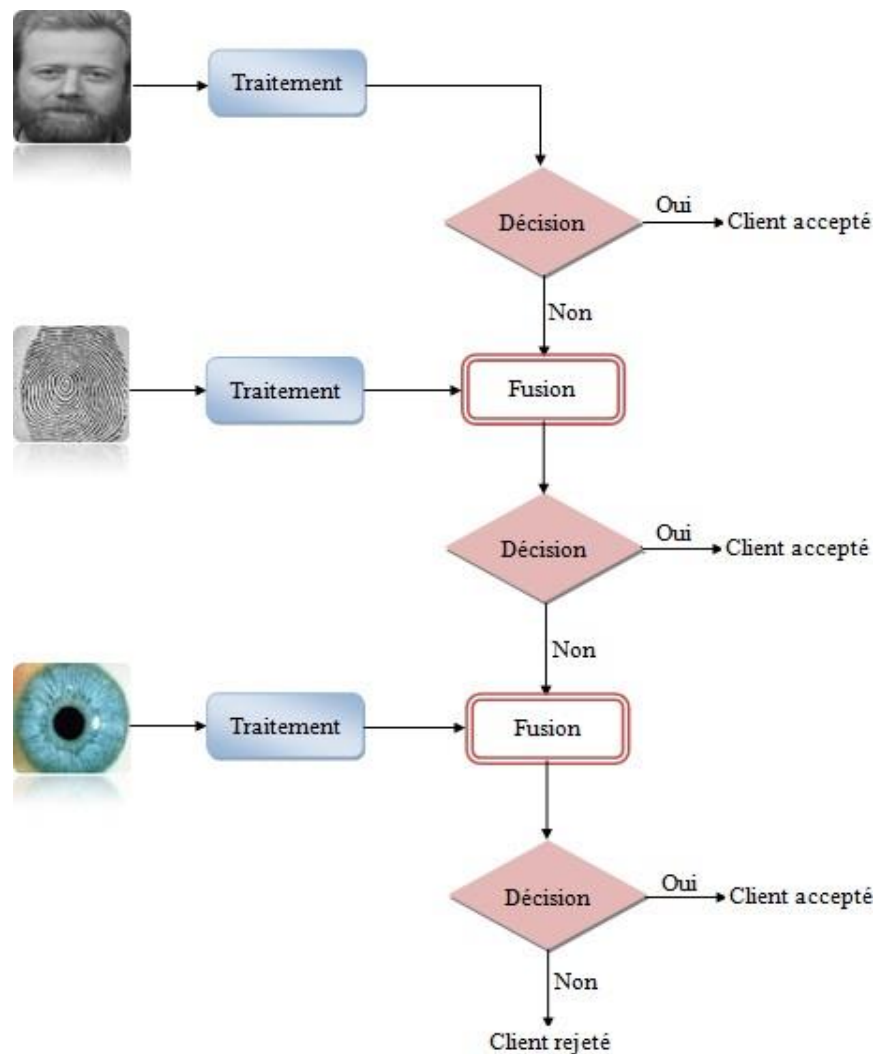 Traitement
Décision
Oui
Client accepté
Non
Traitement
Fusion
Décision
Oui
Client accepté
Non
Traitement
Fusion
Décision
Oui
Client accepté
Non
Client rejeté